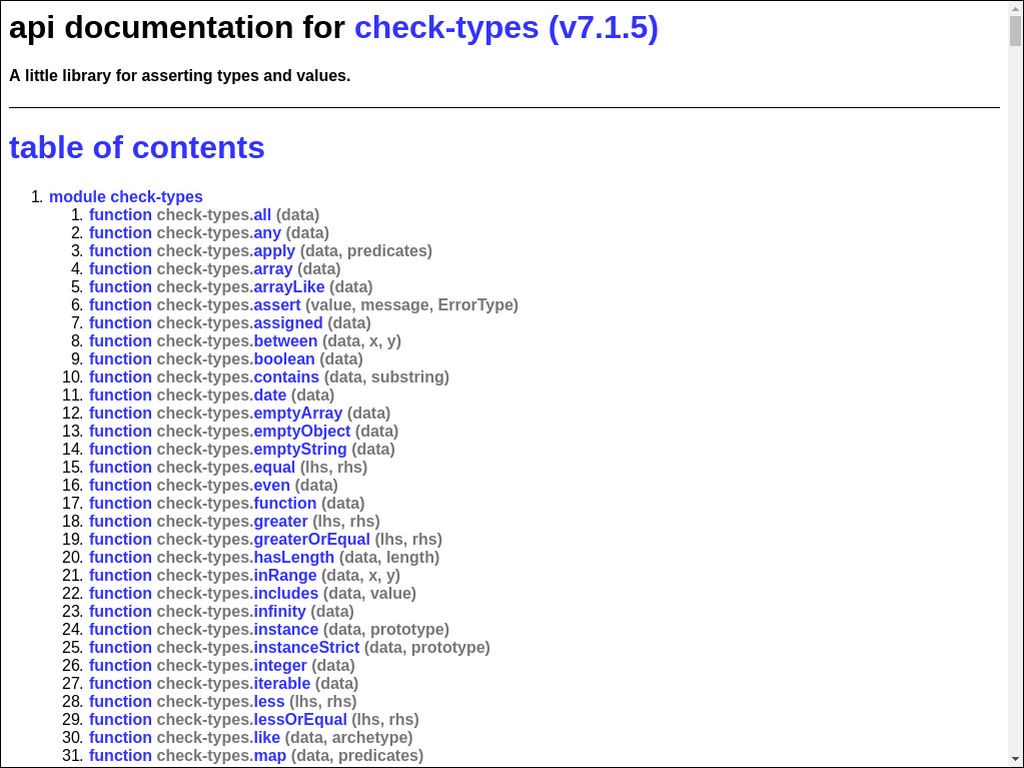 api documentation for check-types (v7.1.5)
A little library for asserting types and values.
table of contents
1. module check-types
1. function check-types.all (data)
2. function check-types.any (data)
3. function check-types.apply (data, predicates)
4. function check-types.array (data)
5. function check-types.arrayLike (data)
6. function check-types.assert (value, message, ErrorType)
7. function check-types.assigned (data)
8. function check-types.between (data, x, y)
9. function check-types.boolean (data)
10. function check-types.contains (data, substring)
11. function check-types.date (data)
12. function check-types.emptyArray (data)
13. function check-types.emptyObject (data)
14. function check-types.emptyString (data)
15. function check-types.equal (lhs, rhs)
16. function check-types.even (data)
17. function check-types.function (data)
18. function check-types.greater (lhs, rhs)
19. function check-types.greaterOrEqual (lhs, rhs)
20. function check-types.hasLength (data, length)
21. function check-types.inRange (data, x, y)
22. function check-types.includes (data, value)
23. function check-types.infinity (data)
24. function check-types.instance (data, prototype)
25. function check-types.instanceStrict (data, prototype)
26. function check-types.integer (data)
27. function check-types.iterable (data)
28. function check-types.less (lhs, rhs)
29. function check-types.lessOrEqual (lhs, rhs)
30. function check-types.like (data, archetype)
31. function check-types.map (data, predicates)